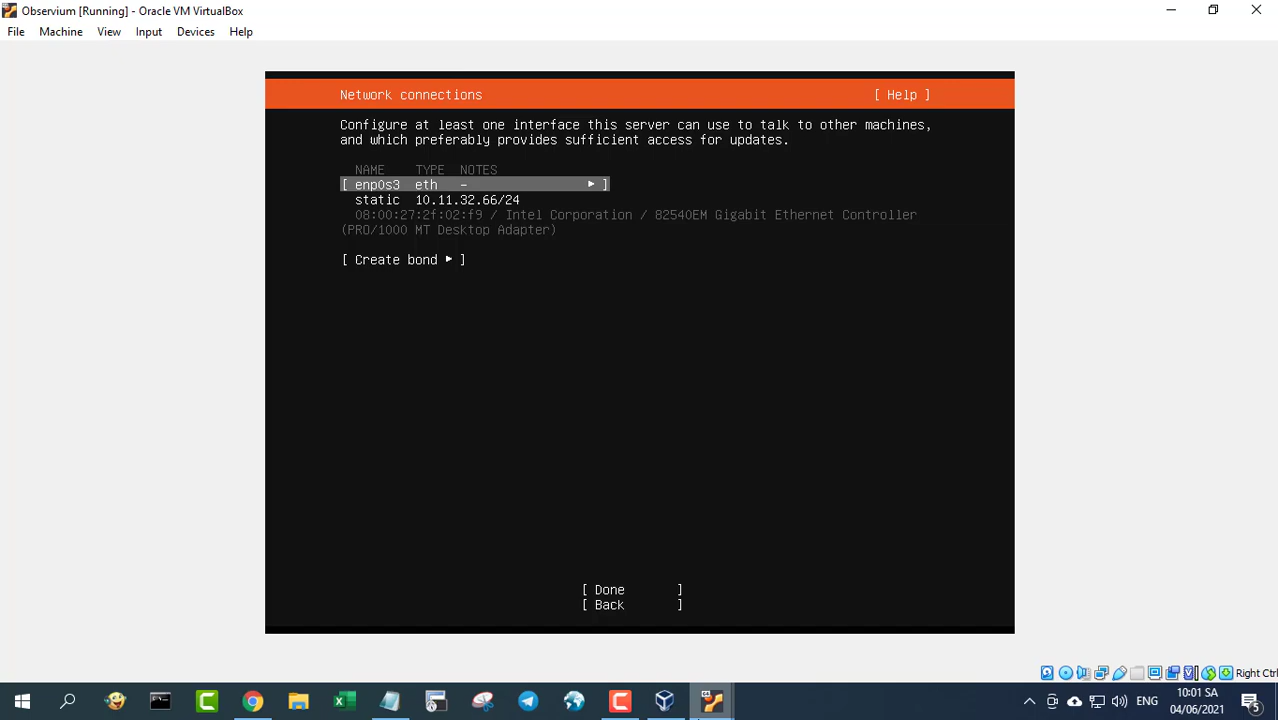 Observium [Running] - Oracle VM VirtualBox
File Machine View Input Devices Help
Network connections [ Help ]
Configure at least one interface this server can use to talk to other machines,
and which preferably provides sufficient access for updates.
NAME TYPE NOTES
[ enp0s3 eth – ▸ ]
static 10.11.32.66/24
08:00:27:2f:02:f9 / Intel Corporation / 82540EM Gigabit Ethernet Controller
(PRO/1000 MT Desktop Adapter)
[ Create bond ▸ ]
[ Done ]
[ Back ]
Right Ctrl
ENG
10:01 SA
04/06/2021
5